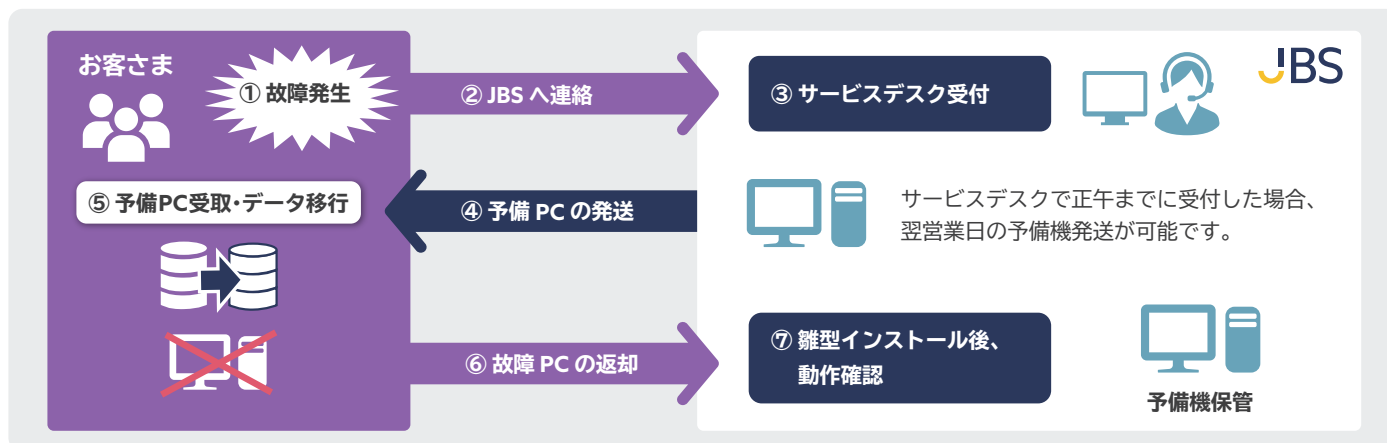 お客さま
① 故障発生
② JBS へ連絡
③ サービスデスク受付
JBS
⑤ 予備PC受取・データ移行
④ 予備 PC の発送
サービスデスクで正午までに受付した場合、
翌営業日の予備機発送が可能です。
⑥ 故障 PC の返却
⑦ 雛型インストール後、
動作確認
予備機保管